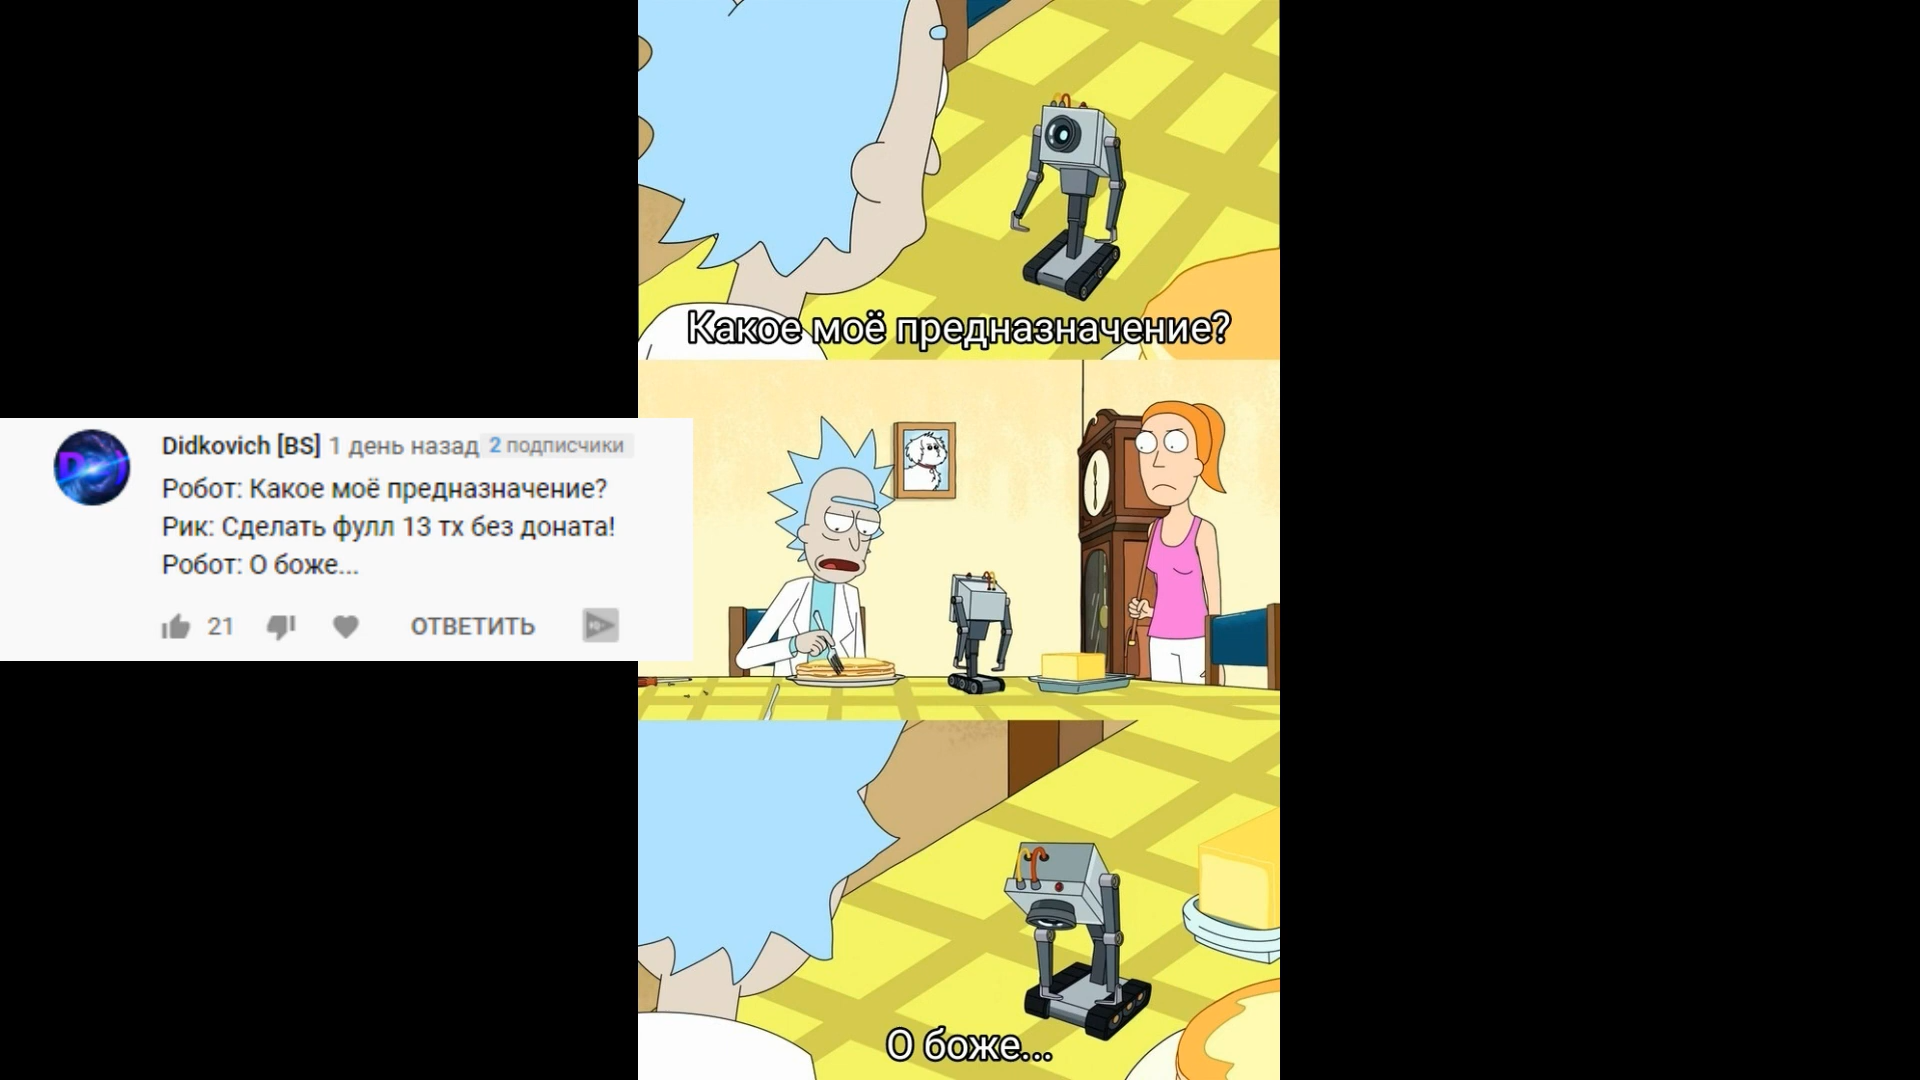 Какое моё предназначение?
Didkovich [BS] 1 день назад 2 подписчики
Робот: Какое моё предназначение?
Рик: Сделать фулл 13 тх без доната!
Робот: О боже...
21 ОТВЕТИТЬ
О боже...